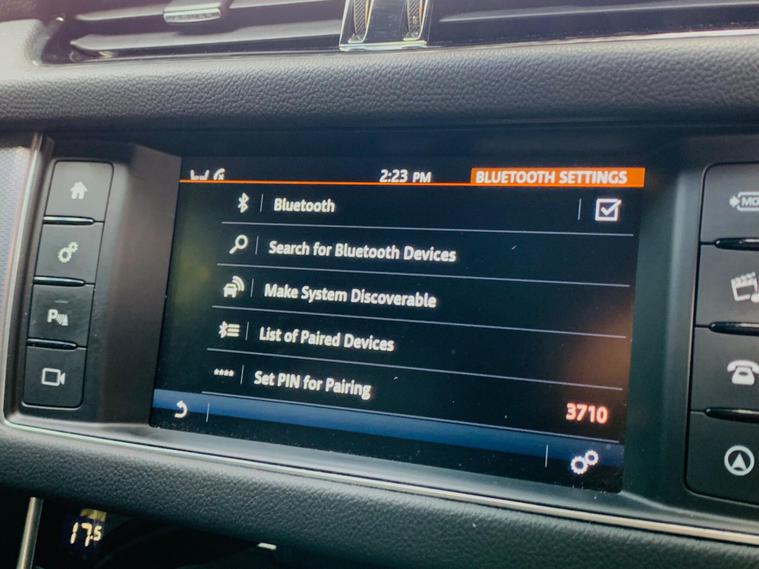 2:23 PM
BLUETOOTH SETTINGS
Bluetooth
Search for Bluetooth Devices
Make System Discoverable
List of Paired Devices
Set PIN for Pairing
3710
P
17.5